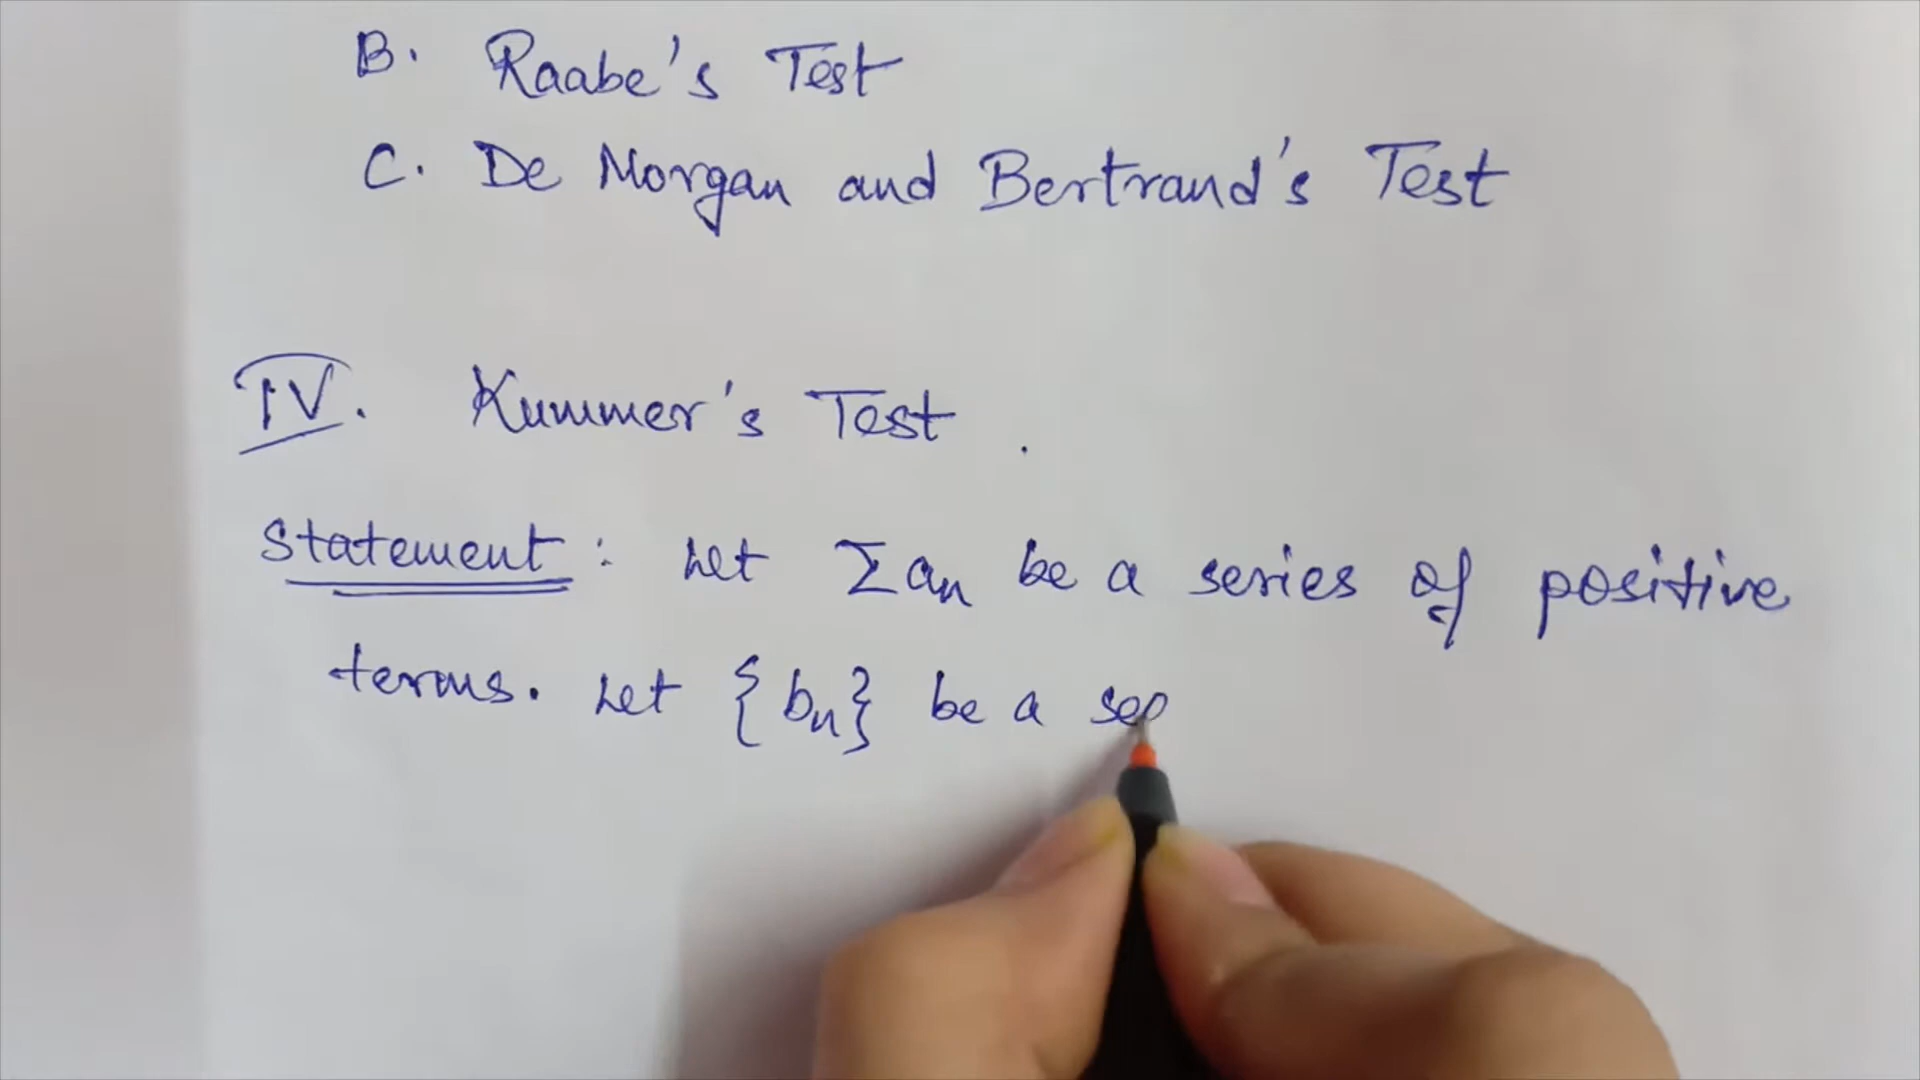 B. Raabe's Test
C. De Morgan and Bertrand's Test
IV. Kummer's Test .
Statement : Let Σan be a series of positive
terms. Let {bn} be a seq